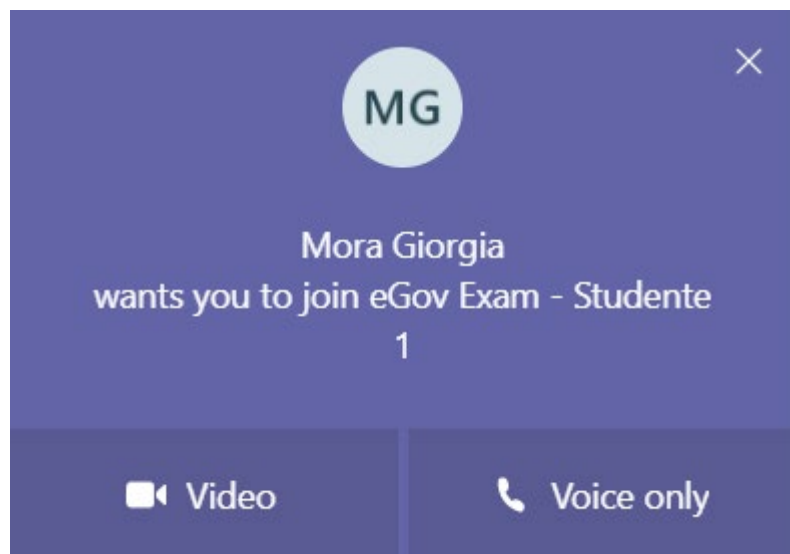 MG
Mora Giorgia
wants you to join eGov Exam - Studente
1
Video
Voice only